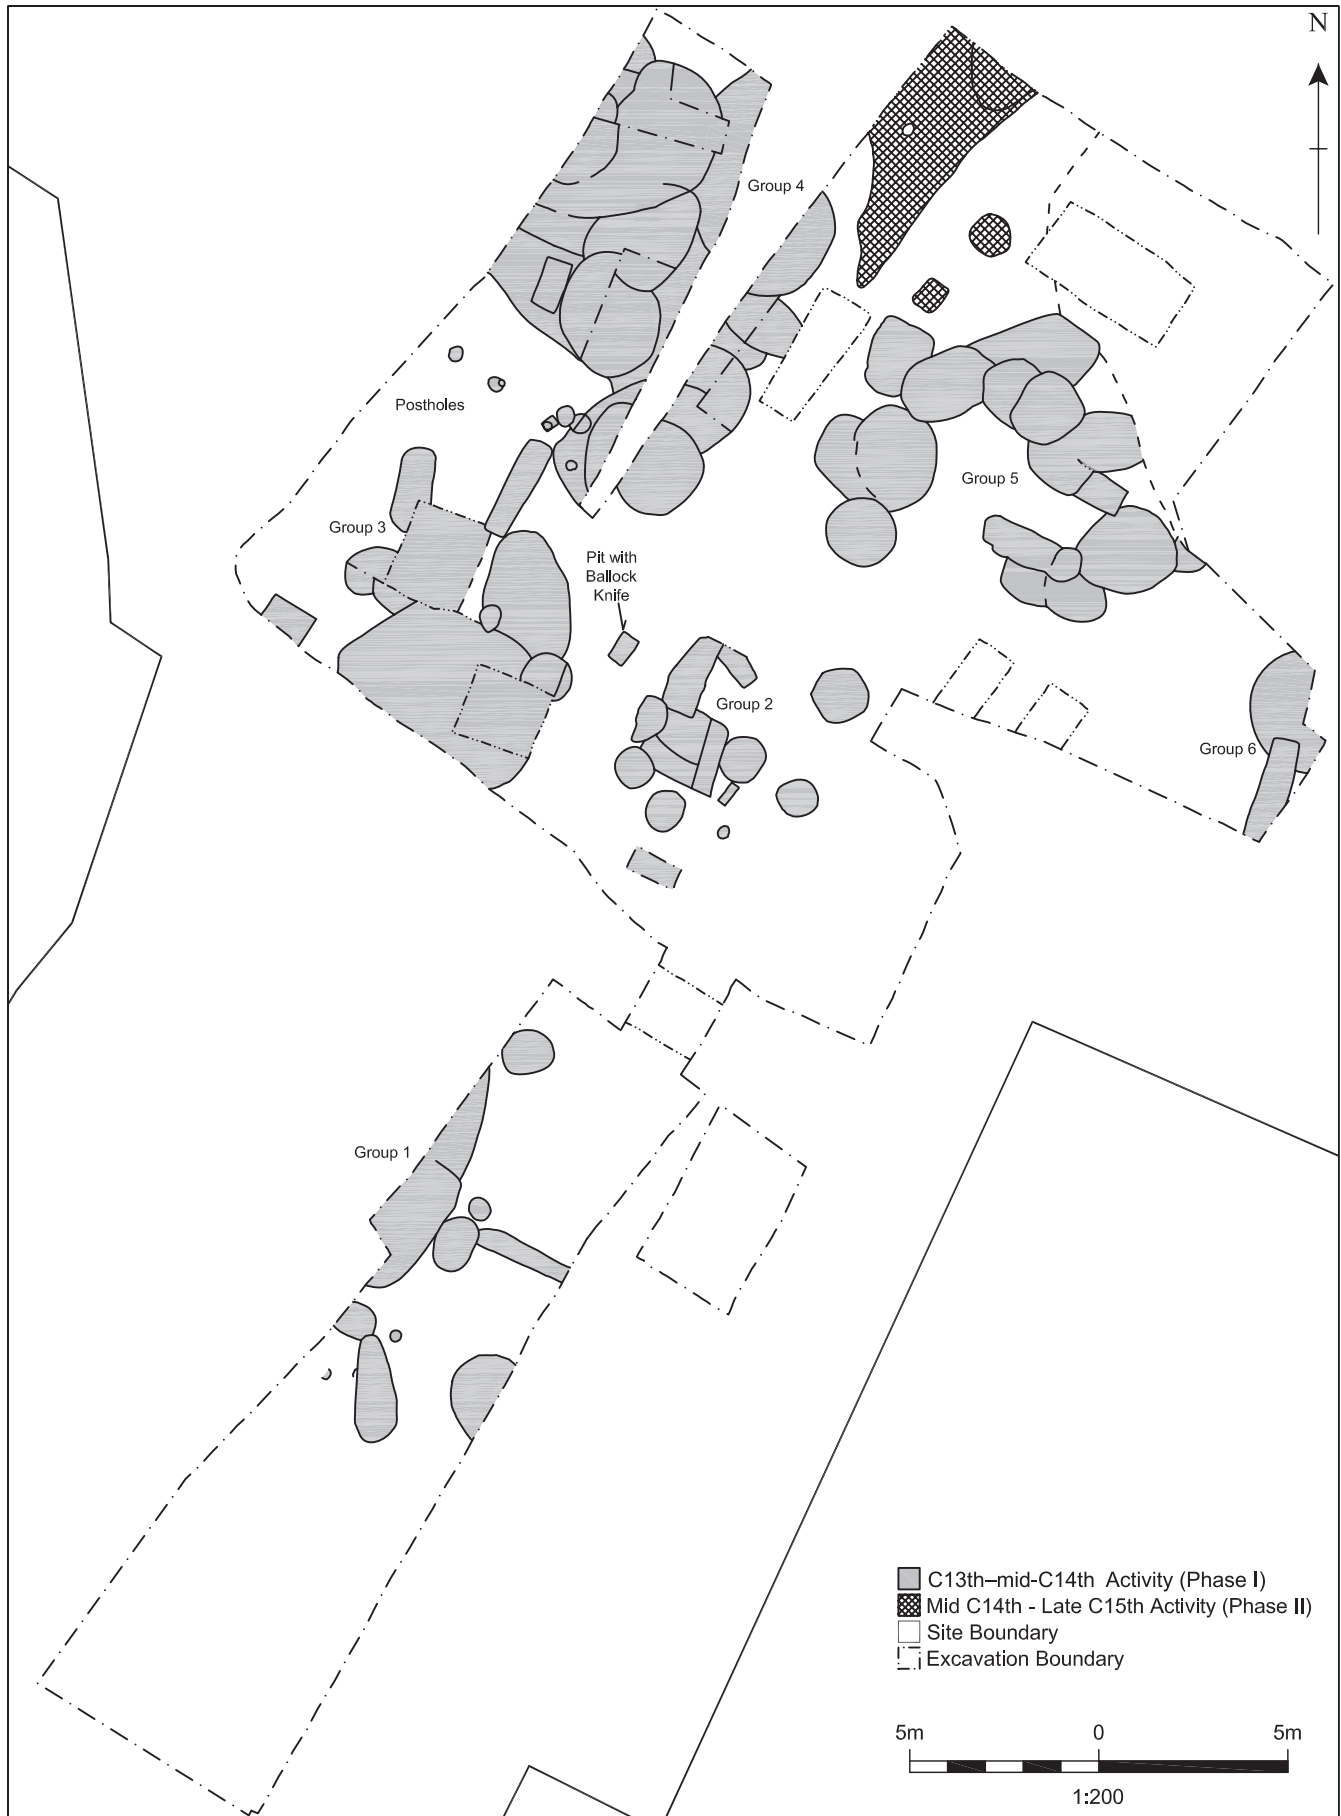 N
Group 4
Postholes
Group 5
Group 3
Pit with
Ballock
Knife
Group 2
Group 6
Group 1
C13th–mid-C14th Activity (Phase I)
Mid C14th - Late C15th Activity (Phase II)
Site Boundary
Excavation Boundary
5m 0 5m
1:200